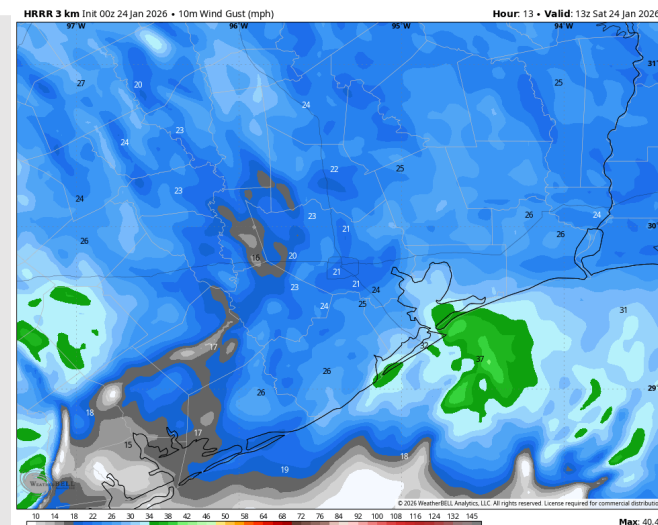 HRRR 3 km Init 00z 24 Jan 2026 • 10m Wind Gust (mph)
Hour: 13 • Valid: 13z Sat 24 Jan 2026
97°W 96°W 95°W 94°W
31°
27 20 25
24
23
24
22 25
23
24
23 26 24
21 26
26
30°
16 20
21
23 21 24
24 25
31
32
17
37
26
26
29°
18
17
15
18
19
WeatherBELL
© 2026 WeatherBELL Analytics, LLC. All rights reserved. License required for commercial distributio
10 14 18 22 26 30 34 38 42 46 50 54 58 64 68 72 76 84 92 100 108 116 124 132 145
Max: 40.